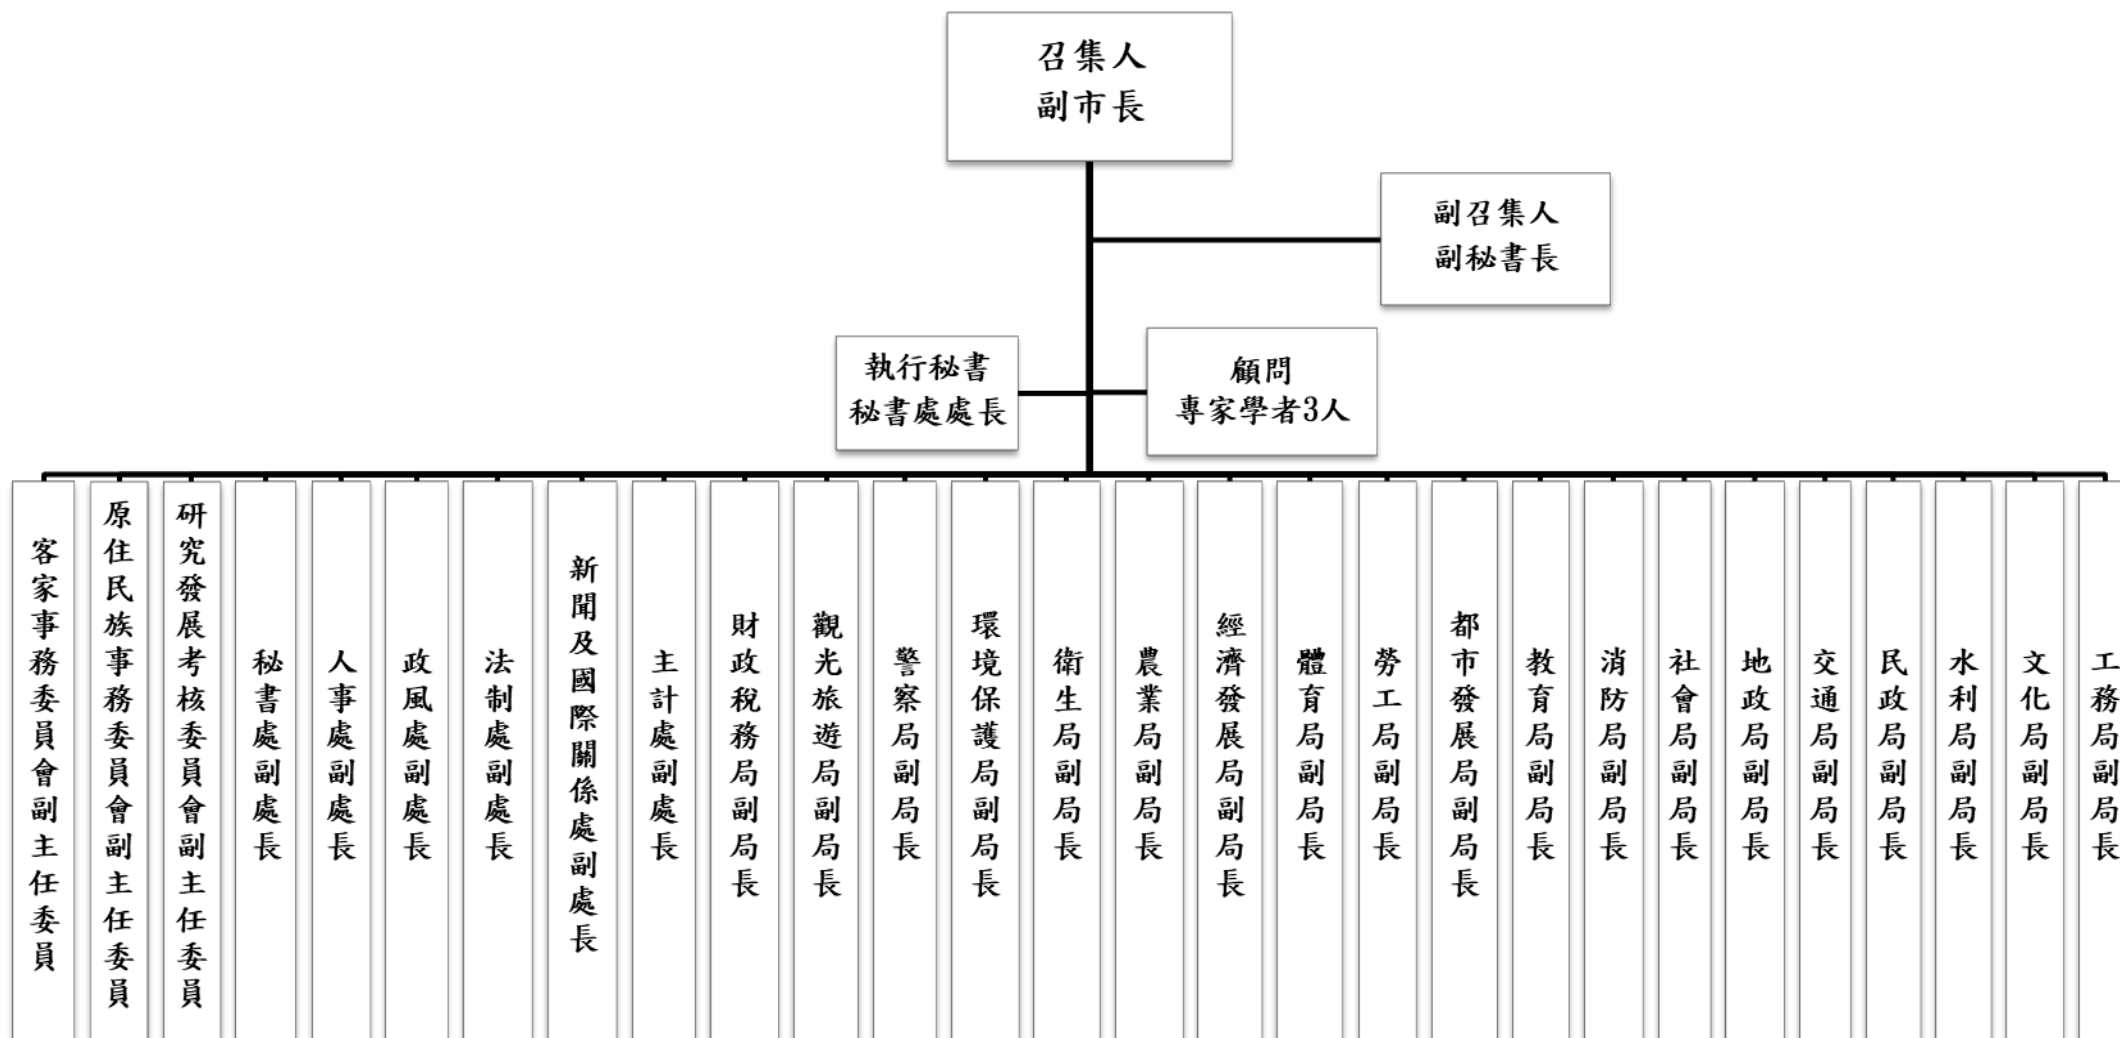 召集人
副市長
副召集人
副秘書長
執行秘書
秘書處處長
顧問
專家學者3人
客家事務委員會副主任委員
原住民族事務委員會副主任委員
研究發展考核委員會副主任委員
秘書處副處長
人事處副處長
政風處副處長
法制處副處長
新聞及國際關係處副處長
主計處副處長
財政稅務局副局長
觀光旅遊局副局長
警察局副局長
環境保護局副局長
衛生局副局長
農業局副局長
經濟發展局副局長
體育局副局長
勞工局副局長
都市發展局副局長
教育局副局長
消防局副局長
社會局副局長
地政局副局長
交通局副局長
民政局副局長
水利局副局長
文化局副局長
工務局副局長